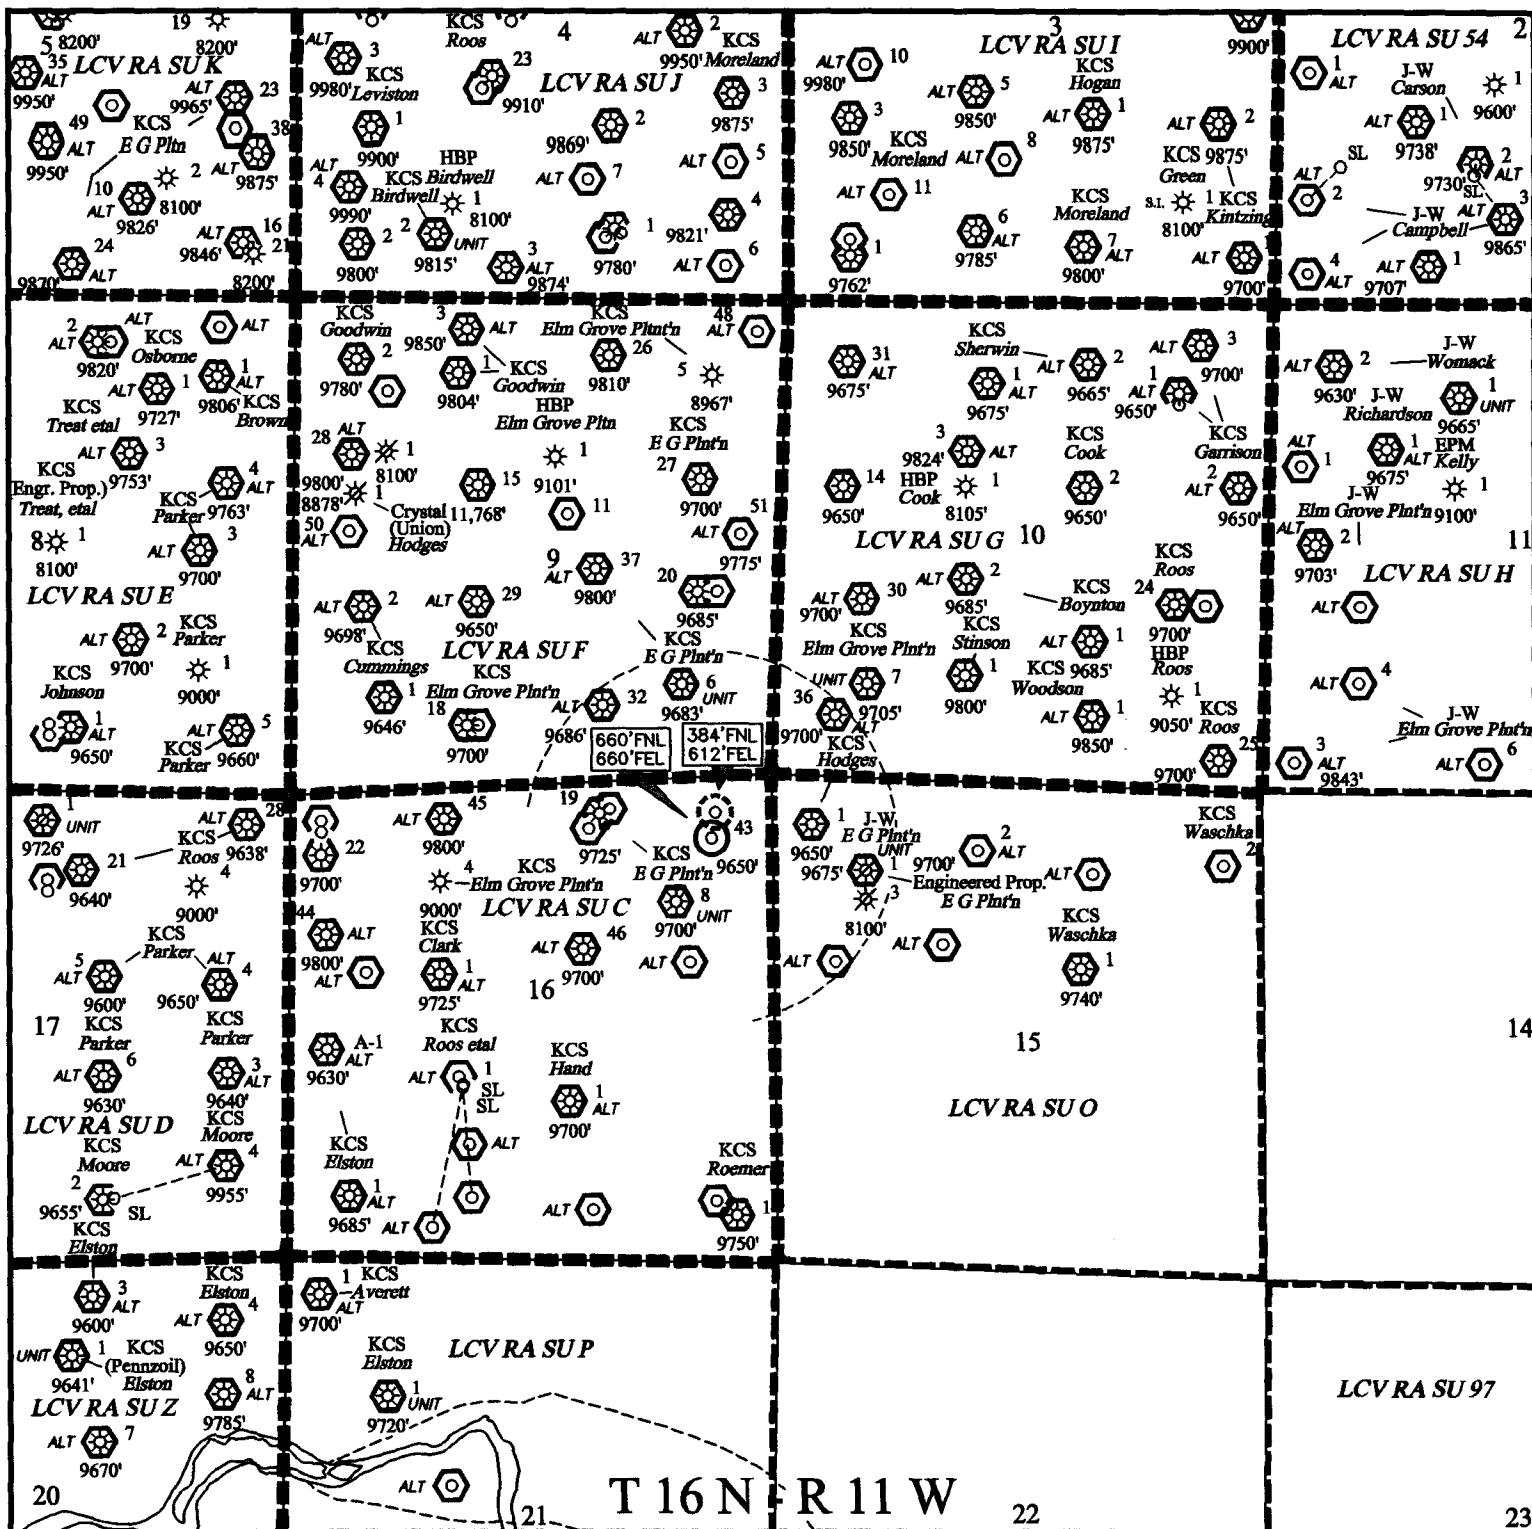 5 8200'
19
8200'
35
ALT
9950'
LCV RA SU K
ALT
9965'
23
KCS
E G Pltn
49
ALT
9950'
38
ALT
9875'
2
8100'
10
ALT
9826'
16
ALT
9846'
21
8200'
24
ALT
9870'
KCS
Roos
4
ALT
3
9980'
KCS
Leviston
23
9910'
LCV RA SU J
ALT
2
9950'
KCS
Moreland
3
9875'
1
9900'
2
9869'
ALT
5
ALT
7
ALT
4
9990'
HBP
Birdwell
KCS
Birdwell
1
8100'
2
UNIT
9815'
2
9800'
3
ALT
9874'
1
9780'
4
9821'
ALT
6
3
LCV RA SU I
KCS
Hogan
ALT
10
9980'
ALT
5
9850'
ALT
1
9875'
9900'
3
9850'
KCS
Moreland
ALT
8
ALT
11
ALT
2
9875'
KCS
Green
S.I.
1
8100'
KCS
Kintzing
KCS
Moreland
6
ALT
9785'
7
ALT
9800'
1
9762'
ALT
1
9700'
2
LCV RA SU 54
1
ALT
J-W
Carson
1
9600'
ALT
1
9738'
SL
2
ALT
9730'
SL
ALT
2
J-W
Campbell
ALT
3
9865'
4
ALT
ALT
1
9707'
2
ALT
ALT
9820'
ALT
KCS
Osborne
ALT
1
9727'
1
ALT
9806'
KCS
Brown
KCS
Treat etal
ALT
3
9753'
KCS
(Engr. Prop.)
Treat, etal
4
ALT
9763'
KCS
Parker
8
1
8100'
ALT
3
9700'
LCV RA SU E
ALT
2
9700'
KCS
Parker
1
9000'
KCS
Johnson
1
ALT
9650'
ALT
5
9660'
KCS
Parker
KCS
Goodwin
2
9780'
3
ALT
9850'
1
9804'
KCS
Goodwin
KCS
Elm Grove Pltnt'n
26
9810'
48
ALT
5
8967'
HBP
Elm Grove Pltn
1
9101'
KCS
E G Plnt'n
27
9700'
28
ALT
9800'
1
8100'
8878'
1
Crystal
(Union)
Hodges
50
ALT
15
11,768'
11
51
ALT
9775'
9
ALT
37
9800'
20
9685'
ALT
2
9698'
ALT
29
9650'
KCS
Cummings
LCV RA SU F
KCS
E G Plnt'n
KCS
Elm Grove Plnt'n
1
9646'
18
9700'
ALT
32
9686'
6
UNIT
9683'
660'FNL
660'FEL
384'FNL
612'FEL
31
ALT
9675'
KCS
Sherwin
1
ALT
9675'
ALT
2
9665'
ALT
3
9700'
1
ALT
9650'
KCS
Garrison
3
ALT
9824'
KCS
Cook
14
9650'
HBP
Cook
1
8105'
2
9650'
2
ALT
9650'
LCV RA SU G
10
ALT
30
9700'
ALT
2
9685'
KCS
Boynton
KCS
Roos
24
9700'
KCS
Elm Grove Plnt'n
KCS
Stinson
ALT
1
9685'
UNIT
7
9705'
1
9800'
KCS
Woodson
HBP
Roos
1
9050'
36
ALT
9700'
KCS
Hodges
ALT
1
9850'
KCS
Roos
25
9700'
2
9630'
J-W
Womack
1
UNIT
9665'
J-W
Richardson
ALT
1
1
ALT
9675'
EPM
Kelly
1
9100'
J-W
Elm Grove Plnt'n
ALT
2
9703'
11
LCV RA SU H
ALT
ALT
4
J-W
Elm Grove Plnt'n
3
ALT
9843'
ALT
6
1
UNIT
9726'
ALT
28
9638'
21
9640'
KCS
Roos
4
9000'
KCS
Parker
5
ALT
9600'
ALT
4
9650'
17
KCS
Parker
KCS
Parker
ALT
6
9630'
3
ALT
9640'
LCV RA SU D
KCS
Moore
KCS
Moore
ALT
4
9955'
2
9655'
SL
KCS
Elston
22
9700'
ALT
45
9800'
19
9725'
43
9650'
4
9000'
KCS
Elm Grove Plnt'n
KCS
E G Plnt'n
8
UNIT
9700'
LCV RA SU C
44
ALT
9800'
ALT
KCS
Clark
1
ALT
9725'
ALT
46
9700'
ALT
16
A-1
ALT
9630'
KCS
Roos etal
ALT
1
SL
SL
KCS
Hand
1
ALT
9700'
KCS
Elston
1
ALT
9685'
ALT
ALT
ALT
KCS
Roemer
1
9750'
1
9650'
J-W
E G Plnt'n
UNIT
1
9675'
2
ALT
9700'
Engineered Prop.
E G Plnt'n
3
8100'
ALT
ALT
ALT
KCS
Waschka
2
KCS
Waschka
1
9740'
15
LCV RA SU O
14
3
ALT
9600'
KCS
Elston
ALT
4
9650'
UNIT
1
9641'
KCS
(Pennzoil)
Elston
8
ALT
9785'
LCV RA SU Z
ALT
7
9670'
20
1
ALT
9700'
KCS
Averett
LCV RA SU P
KCS
Elston
1
UNIT
9720'
ALT
21
T 16 N - R 11 W
22
LCV RA SU 97
23